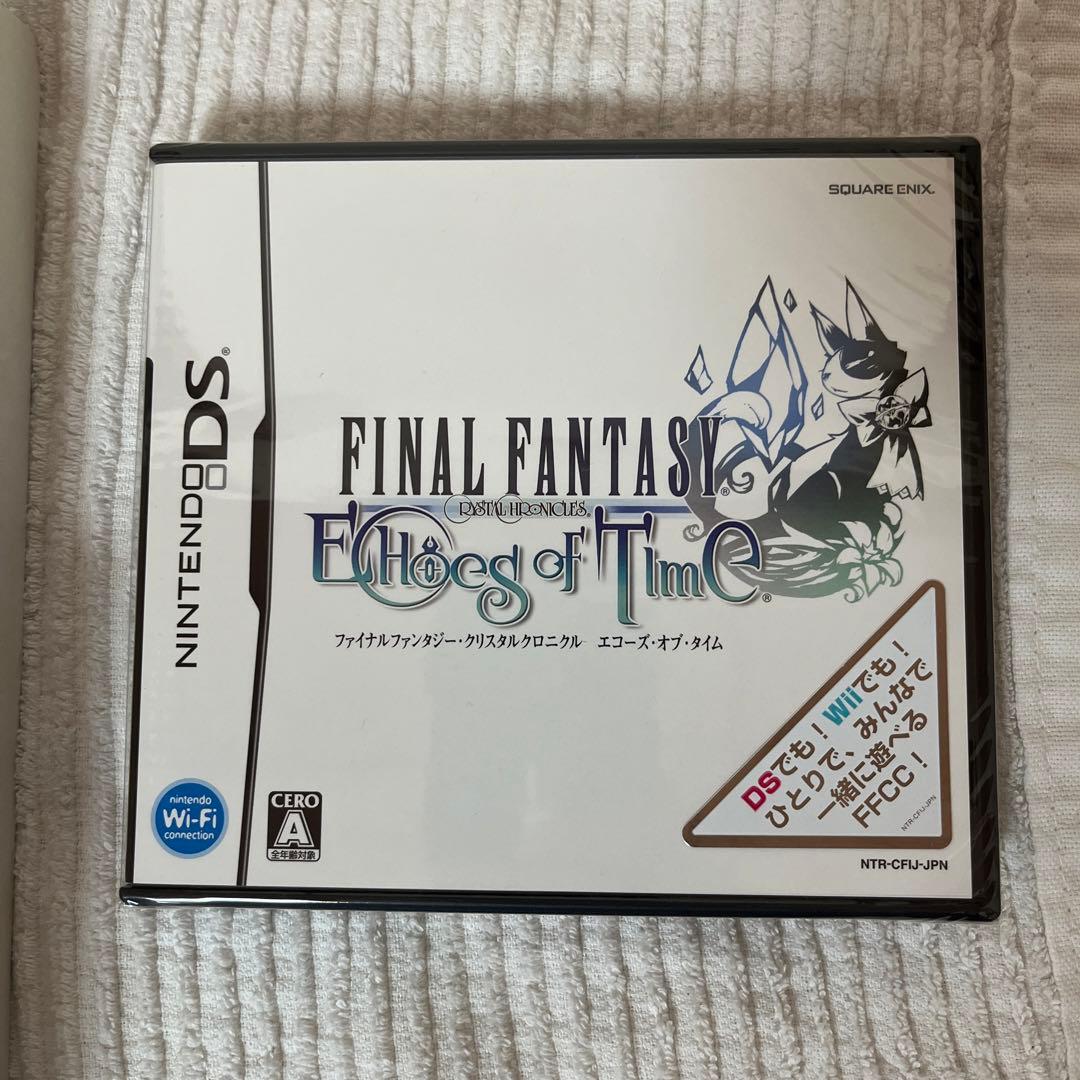 SQUARE ENIX.
NINTENDO DS®
FINAL FANTASY®
CRYSTAL CHRONICLES®
ECHOES OF TIME®
ファイナルファンタジー・クリスタルクロニクル エコーズ・オブ・タイム
DSでも！Wiiでも！
ひとりで、みんなで
一緒に遊べる
FFCC！
NTR-CFIJ-JPN
nintendo
Wi-Fi
connection
CERO
A
全年齢対象
NTR-CFIJ-JPN